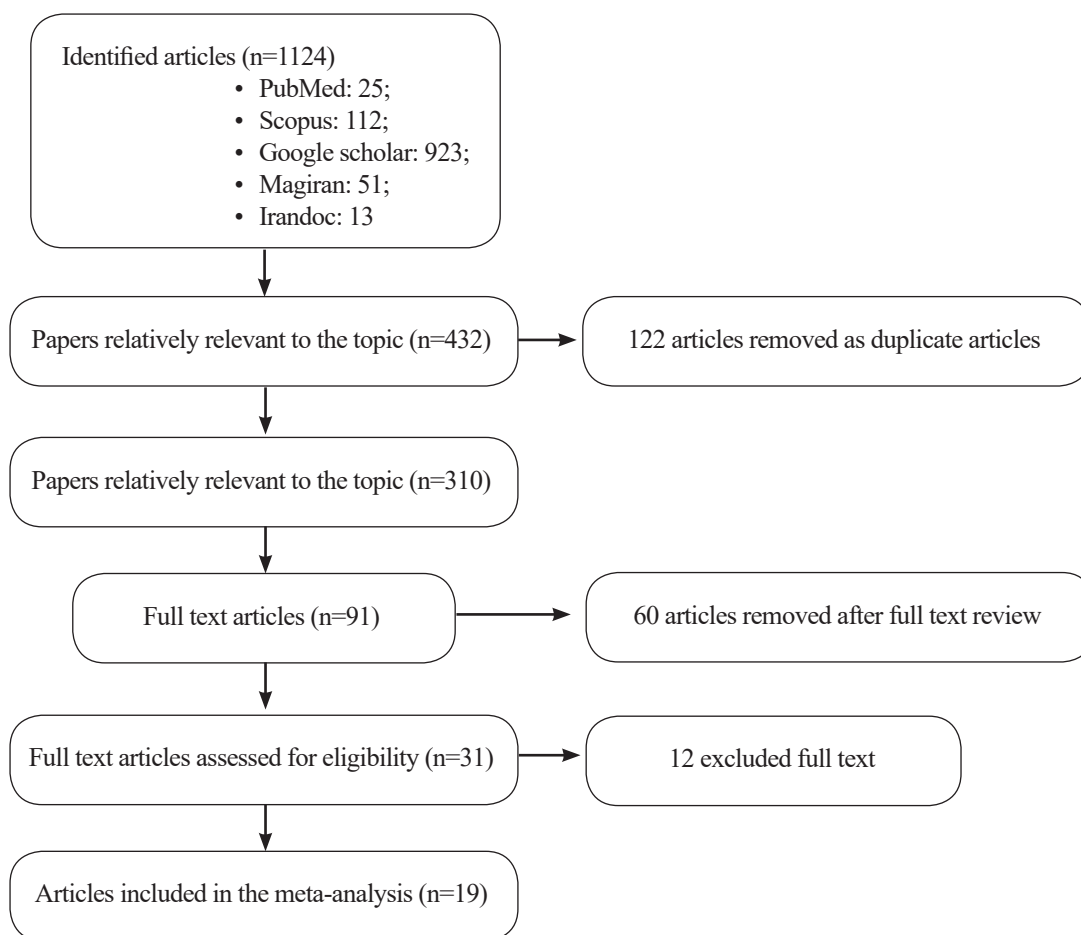 Identified articles (n=1124)
• PubMed: 25;
• Scopus: 112;
• Google scholar: 923;
• Magiran: 51;
• Irandoc: 13
Papers relatively relevant to the topic (n=432)
122 articles removed as duplicate articles
Papers relatively relevant to the topic (n=310)
Full text articles (n=91)
60 articles removed after full text review
Full text articles assessed for eligibility (n=31)
12 excluded full text
Articles included in the meta-analysis (n=19)